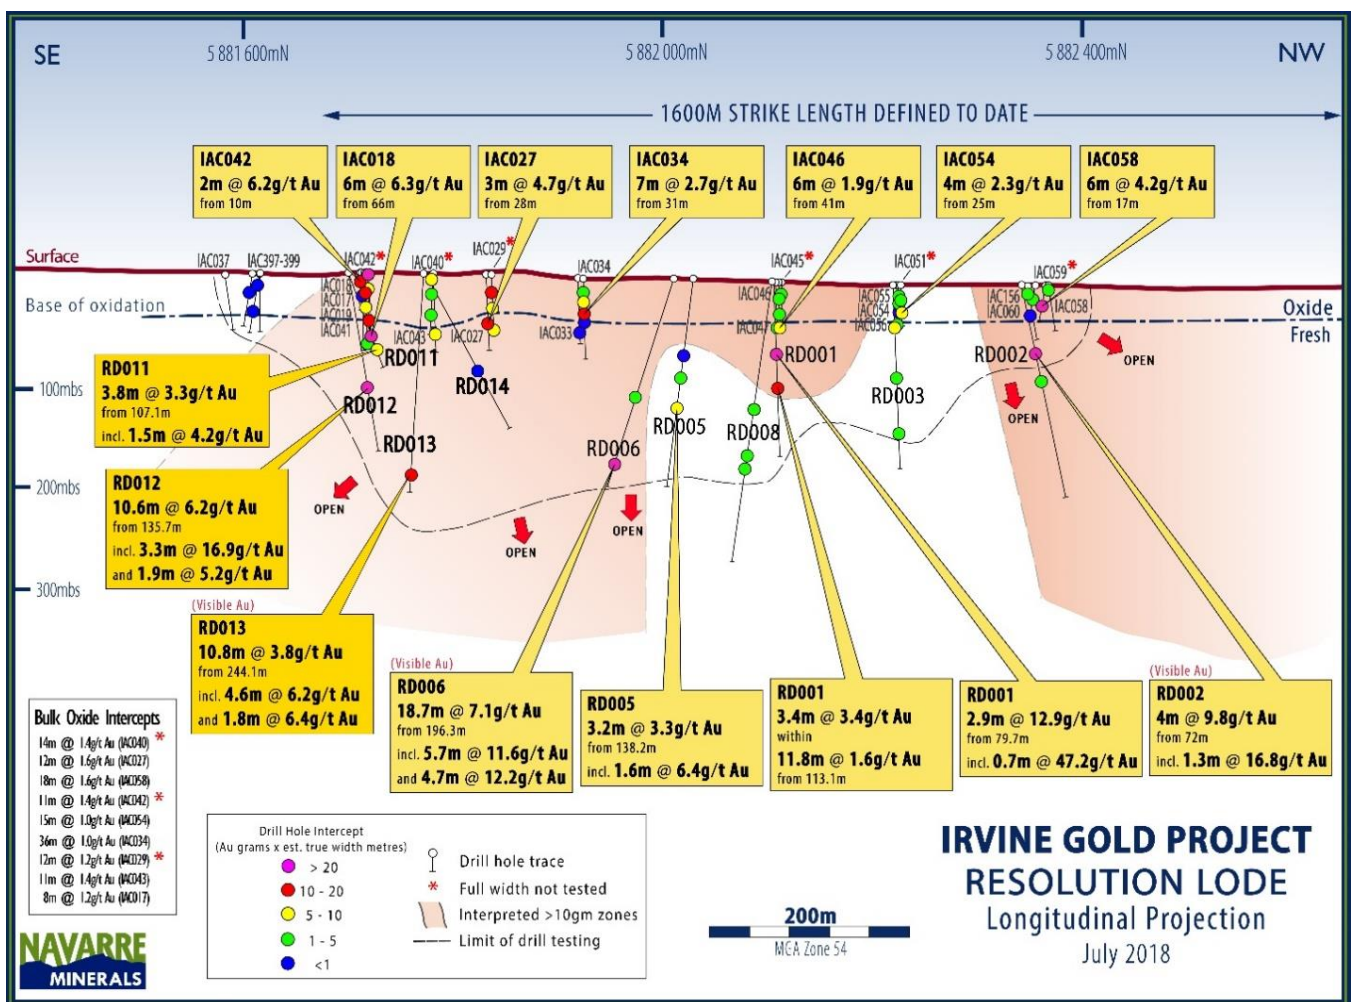 SE
5 881 600mN
5 882 000mN
5 882 400mN
NW
1600M STRIKE LENGTH DEFINED TO DATE
IAC042
2m @ 6.2g/t Au
from 10m
IAC018
6m @ 6.3g/t Au
from 66m
IAC027
3m @ 4.7g/t Au
from 28m
IAC034
7m @ 2.7g/t Au
from 31m
IAC046
6m @ 1.9g/t Au
from 41m
IAC054
4m @ 2.3g/t Au
from 25m
IAC058
6m @ 4.2g/t Au
from 17m
Surface
IAC037
IAC397-399
IAC042 *
IAC040 *
IAC029 *
IAC034
IAC045 *
IAC051 *
IAC059 *
IAC018
IAC017
IAC019
IAC041
IAC043
IAC027
IAC033
IAC046
IAC047
IAC055
IAC054
IAC056
IAC156
IAC060
IAC058
Base of oxidation
Oxide
Fresh
100mbs
200mbs
300mbs
RD011
RD012
RD013
RD014
RD006
RD005
RD008
RD001
RD003
RD002
OPEN
OPEN
OPEN
OPEN
OPEN
RD011
3.8m @ 3.3g/t Au
from 107.1m
incl. 1.5m @ 4.2g/t Au
RD012
10.6m @ 6.2g/t Au
from 135.7m
incl. 3.3m @ 16.9g/t Au
and 1.9m @ 5.2g/t Au
(Visible Au)
RD013
10.8m @ 3.8g/t Au
from 244.1m
incl. 4.6m @ 6.2g/t Au
and 1.8m @ 6.4g/t Au
(Visible Au)
RD006
18.7m @ 7.1g/t Au
from 196.3m
incl. 5.7m @ 11.6g/t Au
and 4.7m @ 12.2g/t Au
RD005
3.2m @ 3.3g/t Au
from 138.2m
incl. 1.6m @ 6.4g/t Au
RD001
3.4m @ 3.4g/t Au
within
11.8m @ 1.6g/t Au
from 113.1m
RD001
2.9m @ 12.9g/t Au
from 79.7m
incl. 0.7m @ 47.2g/t Au
(Visible Au)
RD002
4m @ 9.8g/t Au
from 72m
incl. 1.3m @ 16.8g/t Au
Bulk Oxide Intercepts
14m @ 1.4g/t Au (IAC040) *
12m @ 1.6g/t Au (IAC027)
18m @ 1.6g/t Au (IAC058)
11m @ 1.4g/t Au (IAC042) *
15m @ 1.0g/t Au (IAC054)
36m @ 1.0g/t Au (IAC034)
12m @ 1.2g/t Au (IAC029) *
11m @ 1.4g/t Au (IAC043)
8m @ 1.2g/t Au (IAC017)
Drill Hole Intercept
(Au grams x est. true width metres)
> 20
10 - 20
5 - 10
1 - 5
<1
Drill hole trace
* Full width not tested
Interpreted >10gm zones
Limit of drill testing
200m
MGA Zone 54
IRVINE GOLD PROJECT
RESOLUTION LODE
Longitudinal Projection
July 2018
NAVARRE
MINERALS